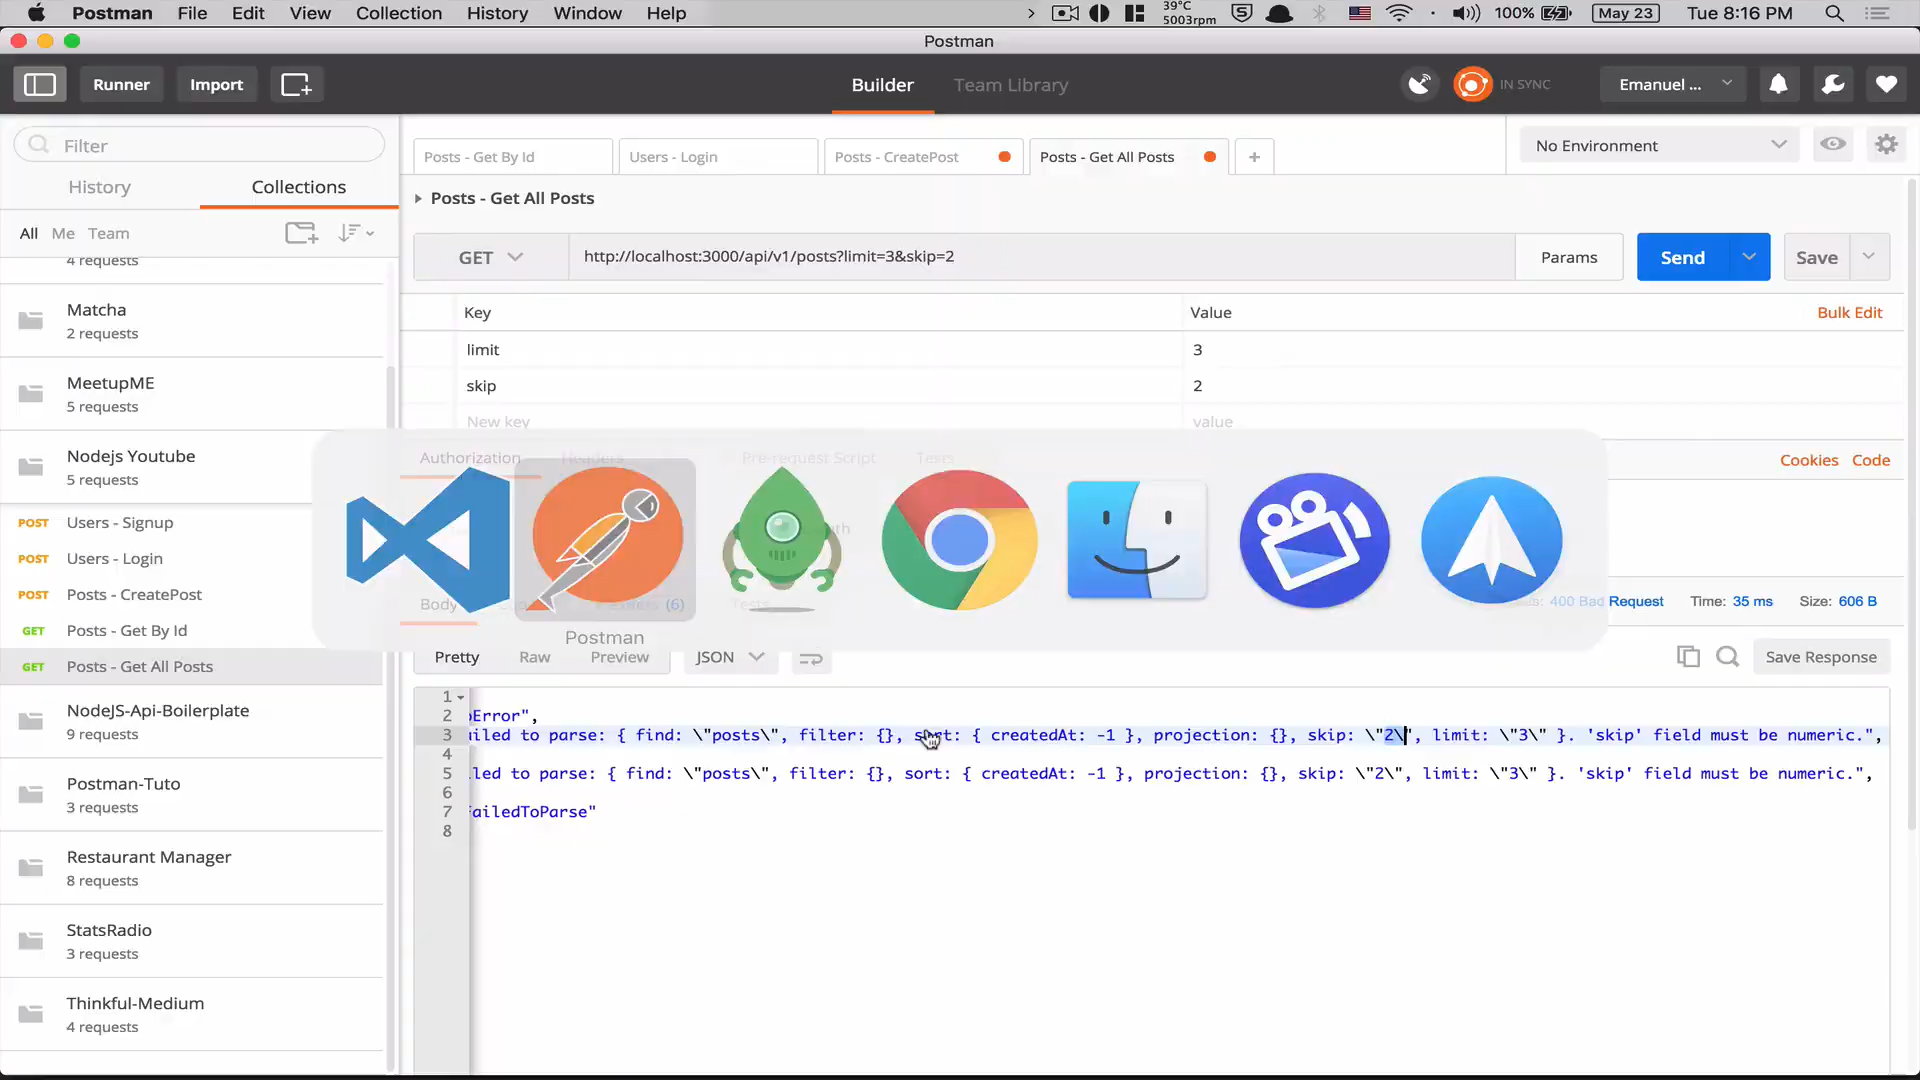 Postman File Edit View Collection History Window Help
39°C
5003rpm
100%
May 23
Tue 8:16 PM
Postman
Runner
Import
Builder
Team Library
IN SYNC
Emanuel ...
Filter
Posts - Get By Id
Users - Login
Posts - CreatePost
Posts - Get All Posts
+
No Environment
History
Collections
Posts - Get All Posts
All Me Team
GET
http://localhost:3000/api/v1/posts?limit=3&skip=2
Params
Send
Save
4 requests
Key
Value
Bulk Edit
Matcha
2 requests
limit
3
skip
2
New key
value
MeetupME
5 requests
Authorization
Headers
Pre-request Script
Tests
Cookies
Code
Nodejs Youtube
5 requests
POST Users - Signup
POST Users - Login
POST Posts - CreatePost
GET Posts - Get By Id
GET Posts - Get All Posts
Body
(6)
Tests
400 Bad Request
Time: 35 ms
Size: 606 B
Postman
Pretty
Raw
Preview
JSON
Save Response
1
2 oError",
3 iled to parse: { find: \"posts\", filter: {}, sort: { createdAt: -1 }, projection: {}, skip: \"2\", limit: \"3\" }. 'skip' field must be numeric.",
4
5 led to parse: { find: \"posts\", filter: {}, sort: { createdAt: -1 }, projection: {}, skip: \"2\", limit: \"3\" }. 'skip' field must be numeric.",
6
7 FailedToParse"
8
NodeJS-Api-Boilerplate
9 requests
Postman-Tuto
3 requests
Restaurant Manager
8 requests
StatsRadio
3 requests
Thinkful-Medium
4 requests